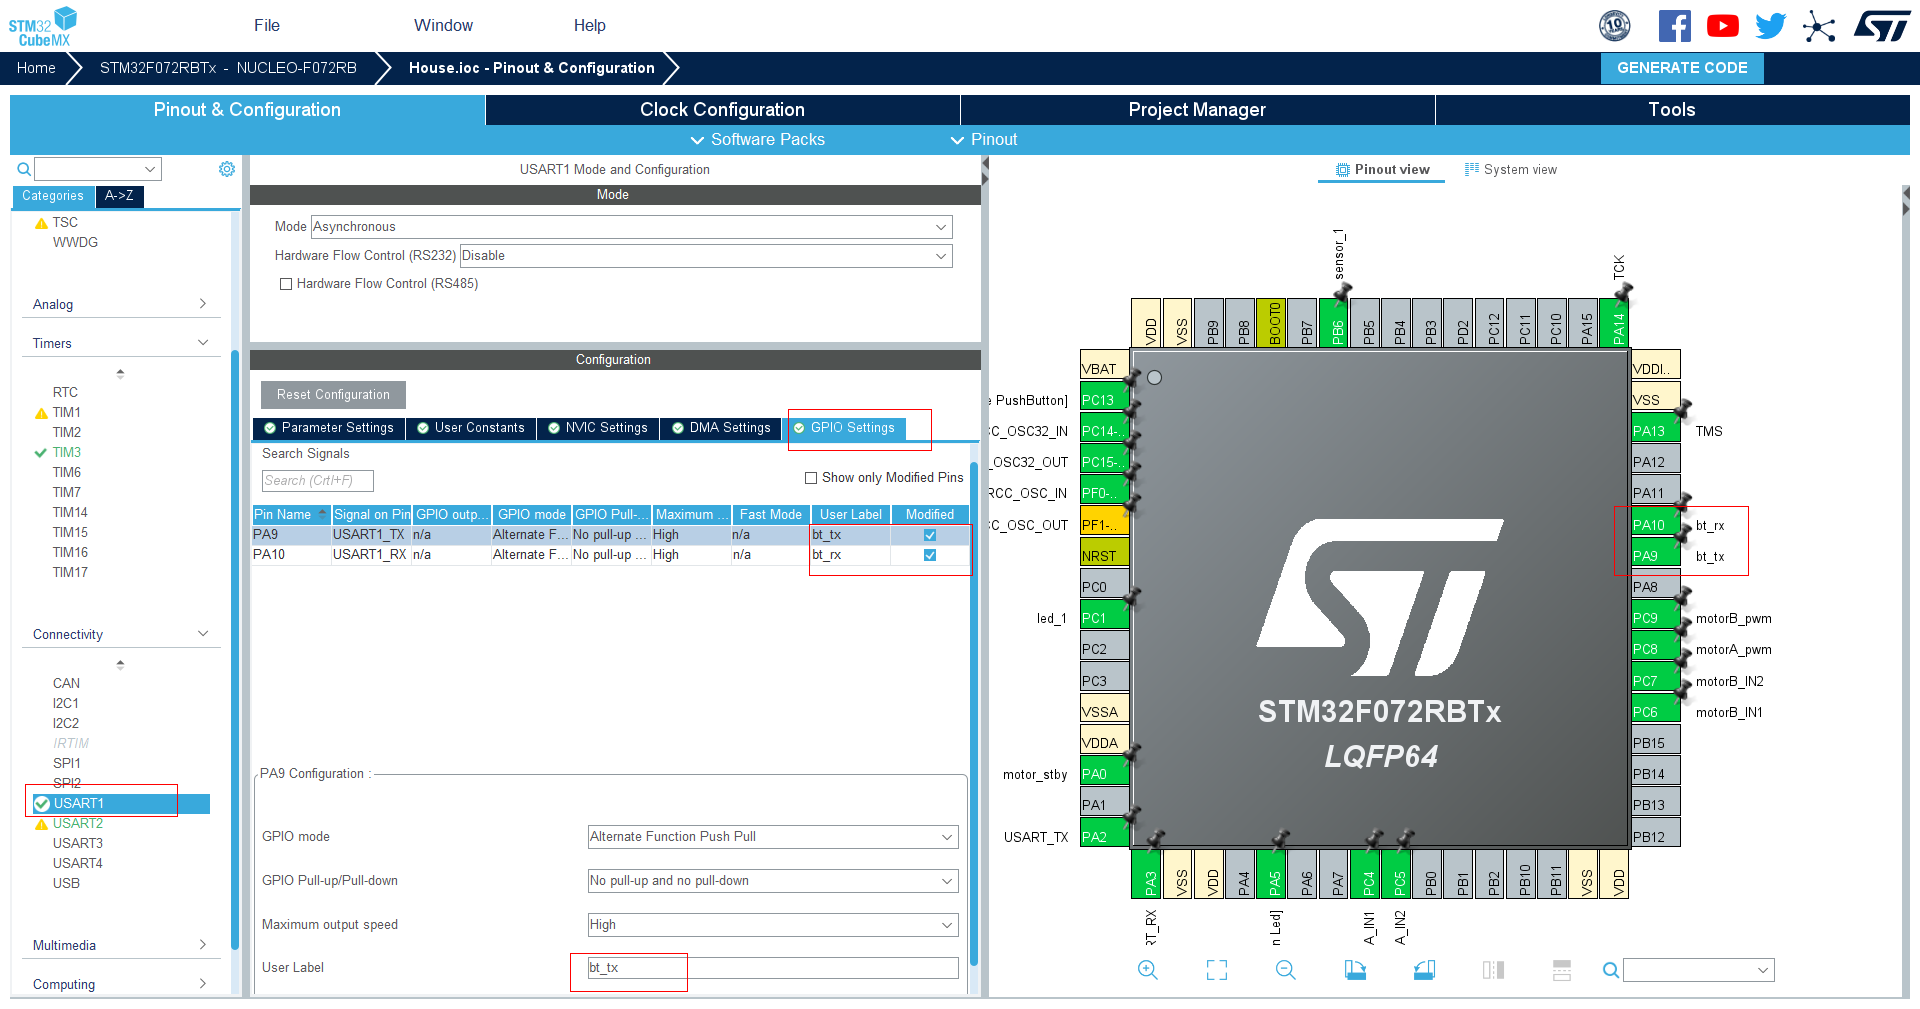 STM32
CubeMX
File
Window
Help
10
ST
Home
STM32F072RBTx - NUCLEO-F072RB
House.ioc - Pinout & Configuration
GENERATE CODE
Pinout & Configuration
Clock Configuration
Project Manager
Tools
Software Packs
Pinout
Categories
A->Z
TSC
WWDG
Analog
Timers
RTC
TIM1
TIM2
TIM3
TIM6
TIM7
TIM14
TIM15
TIM16
TIM17
Connectivity
CAN
I2C1
I2C2
IRTIM
SPI1
SPI2
USART1
USART2
USART3
USART4
USB
Multimedia
Computing
USART1 Mode and Configuration
Mode
Mode Asynchronous
Hardware Flow Control (RS232) Disable
Hardware Flow Control (RS485)
Configuration
Reset Configuration
Parameter Settings
User Constants
NVIC Settings
DMA Settings
GPIO Settings
Search Signals
Search (Crtl+F)
Show only Modified Pins
Pin Name Signal on Pin GPIO outp... GPIO mode GPIO Pull-... Maximum ... Fast Mode User Label Modified
PA9 USART1_TX n/a Alternate F... No pull-up ... High n/a bt_tx
PA10 USART1_RX n/a Alternate F... No pull-up ... High n/a bt_rx
PA9 Configuration :
GPIO mode Alternate Function Push Pull
GPIO Pull-up/Pull-down No pull-up and no pull-down
Maximum output speed High
User Label bt_tx
Pinout view
System view
sensor_1
TCK
VDD
VSS
PB9
PB8
BOOT0
PB7
PB6
PB5
PB4
PB3
PD2
PC12
PC11
PC10
PA15
PA14
VBAT
e PushButton] PC13
CC_OSC32_IN PC14-..
_OSC32_OUT PC15-..
RCC_OSC_IN PF0-..
CC_OSC_OUT PF1-..
NRST
PC0
led_1 PC1
PC2
PC3
VSSA
VDDA
motor_stby PA0
PA1
USART_TX PA2
VDDI..
VSS
PA13 TMS
PA12
PA11
PA10 bt_rx
PA9 bt_tx
PA8
PC9 motorB_pwm
PC8 motorA_pwm
PC7 motorB_IN2
PC6 motorB_IN1
PB15
PB14
PB13
PB12
ST
STM32F072RBTx
LQFP64
PA3
VSS
VDD
PA4
PA5
PA6
PA7
PC4
PC5
PB0
PB1
PB2
PB10
PB11
VSS
VDD
RT_RX
n Led]
A_IN1
A_IN2